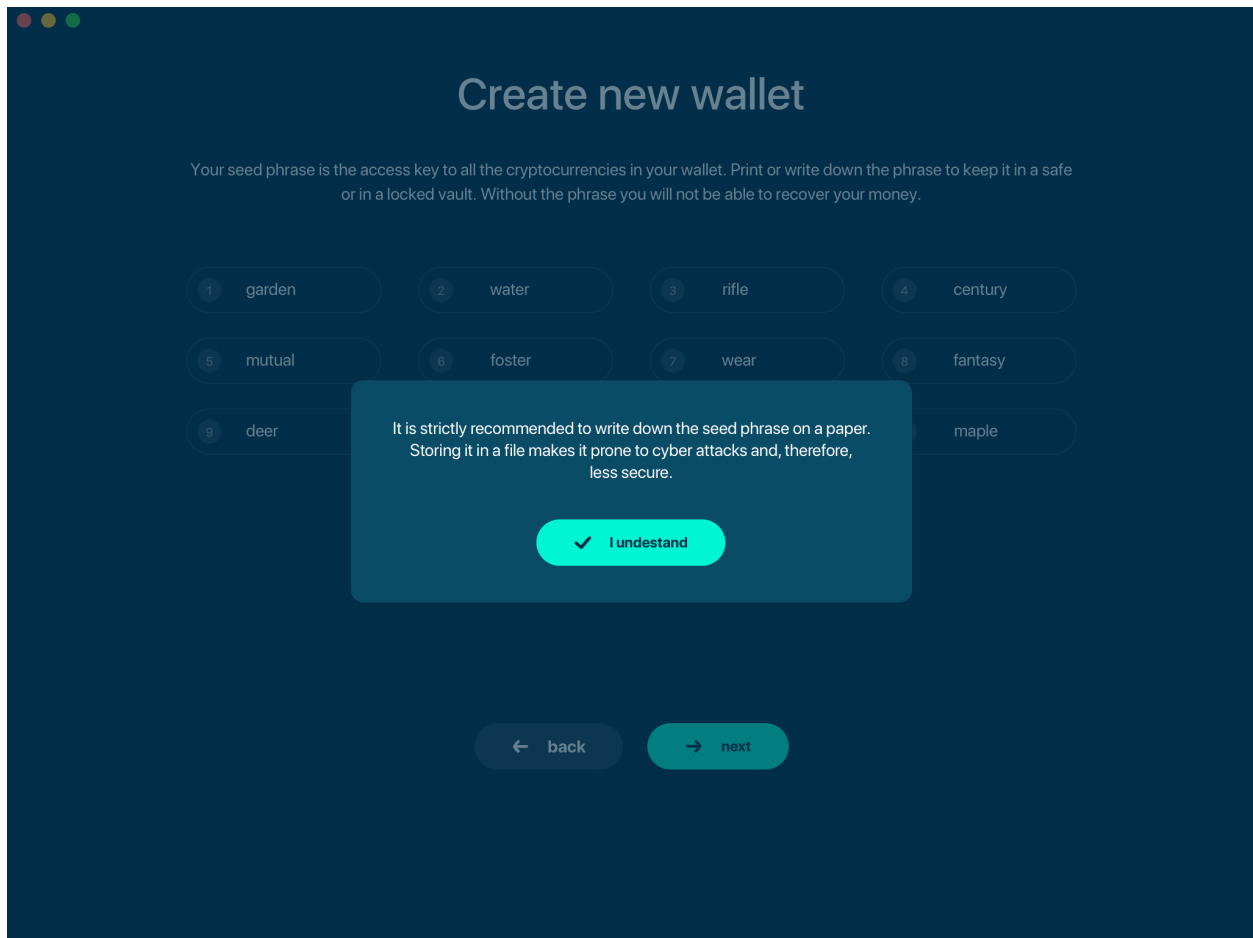 Create new wallet
Your seed phrase is the access key to all the cryptocurrencies in your wallet. Print or write down the phrase to keep it in a safe
or in a locked vault. Without the phrase you will not be able to recover your money.
1 garden 2 water 3 rifle 4 century
5 mutual 6 foster 7 wear 8 fantasy
9 deer maple
It is strictly recommended to write down the seed phrase on a paper.
Storing it in a file makes it prone to cyber attacks and, therefore,
less secure.
I undestand
back next